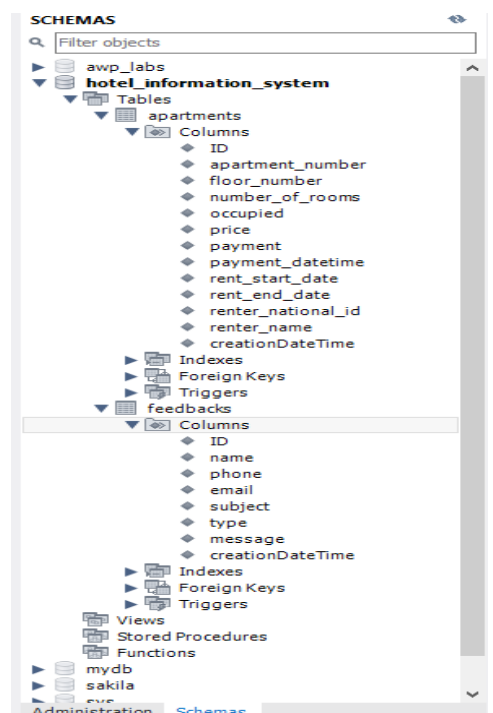 SCHEMAS
Filter objects
awp_labs
hotel_information_system
Tables
apartments
Columns
ID
apartment_number
floor_number
number_of_rooms
occupied
price
payment
payment_datetime
rent_start_date
rent_end_date
renter_national_id
renter_name
creationDateTime
Indexes
Foreign Keys
Triggers
feedbacks
Columns
ID
name
phone
email
subject
type
message
creationDateTime
Indexes
Foreign Keys
Triggers
Views
Stored Procedures
Functions
mydb
sakila
sys
Administration Schemas